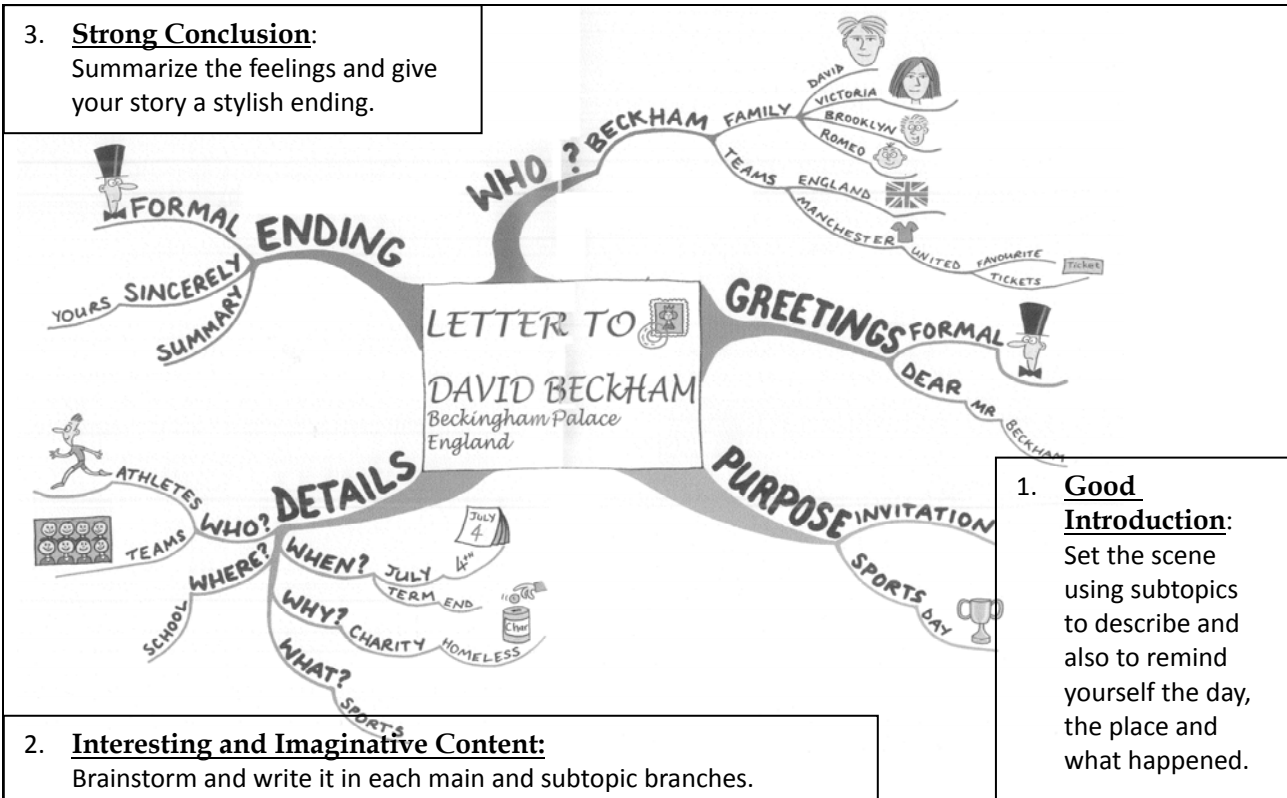 3. Strong Conclusion:
Summarize the feelings and give
your story a stylish ending.
WHO? BECKHAM
FAMILY
DAVID
VICTORIA
BROOKLYN
ROMEO
TEAMS
ENGLAND
MANCHESTER
UNITED
FAVOURITE
TICKETS
Ticket
GREETINGS
FORMAL
DEAR MR BECKHAM
PURPOSE
INVITATION
SPORTS DAY
LETTER TO
DAVID BECKHAM
Beckingham Palace
England
DETAILS
WHO?
ATHLETES
TEAMS
WHERE?
SCHOOL
WHEN?
JULY 4TH
JULY
4
TERM END
WHY?
CHARITY HOMELESS
Char
WHAT?
SPORTS
ENDING
FORMAL
SINCERELY
YOURS
SUMMARY
1. Good
Introduction:
Set the scene
using subtopics
to describe and
also to remind
yourself the day,
the place and
what happened.
2. Interesting and Imaginative Content:
Brainstorm and write it in each main and subtopic branches.